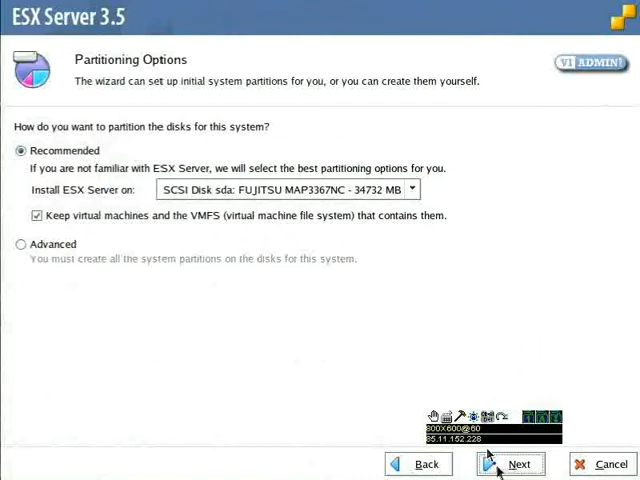 ESX Server 3.5
Partitioning Options
The wizard can set up initial system partitions for you, or you can create them yourself.
VI ADMIN!
How do you want to partition the disks for this system?
Recommended
If you are not familiar with ESX Server, we will select the best partitioning options for you.
Install ESX Server on: SCSI Disk sda: FUJITSU MAP3367NC - 34732 MB
Keep virtual machines and the VMFS (virtual machine file system) that contains them.
Advanced
You must create all the system partitions on the disks for this system.
800X600@60
85.11.152.228
Back Next Cancel